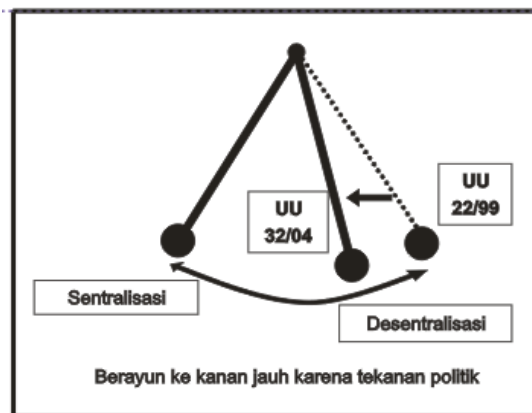 UU
22/99
UU
32/04
Sentralisasi
Desentralisasi
Berayun ke kanan jauh karena tekanan politik